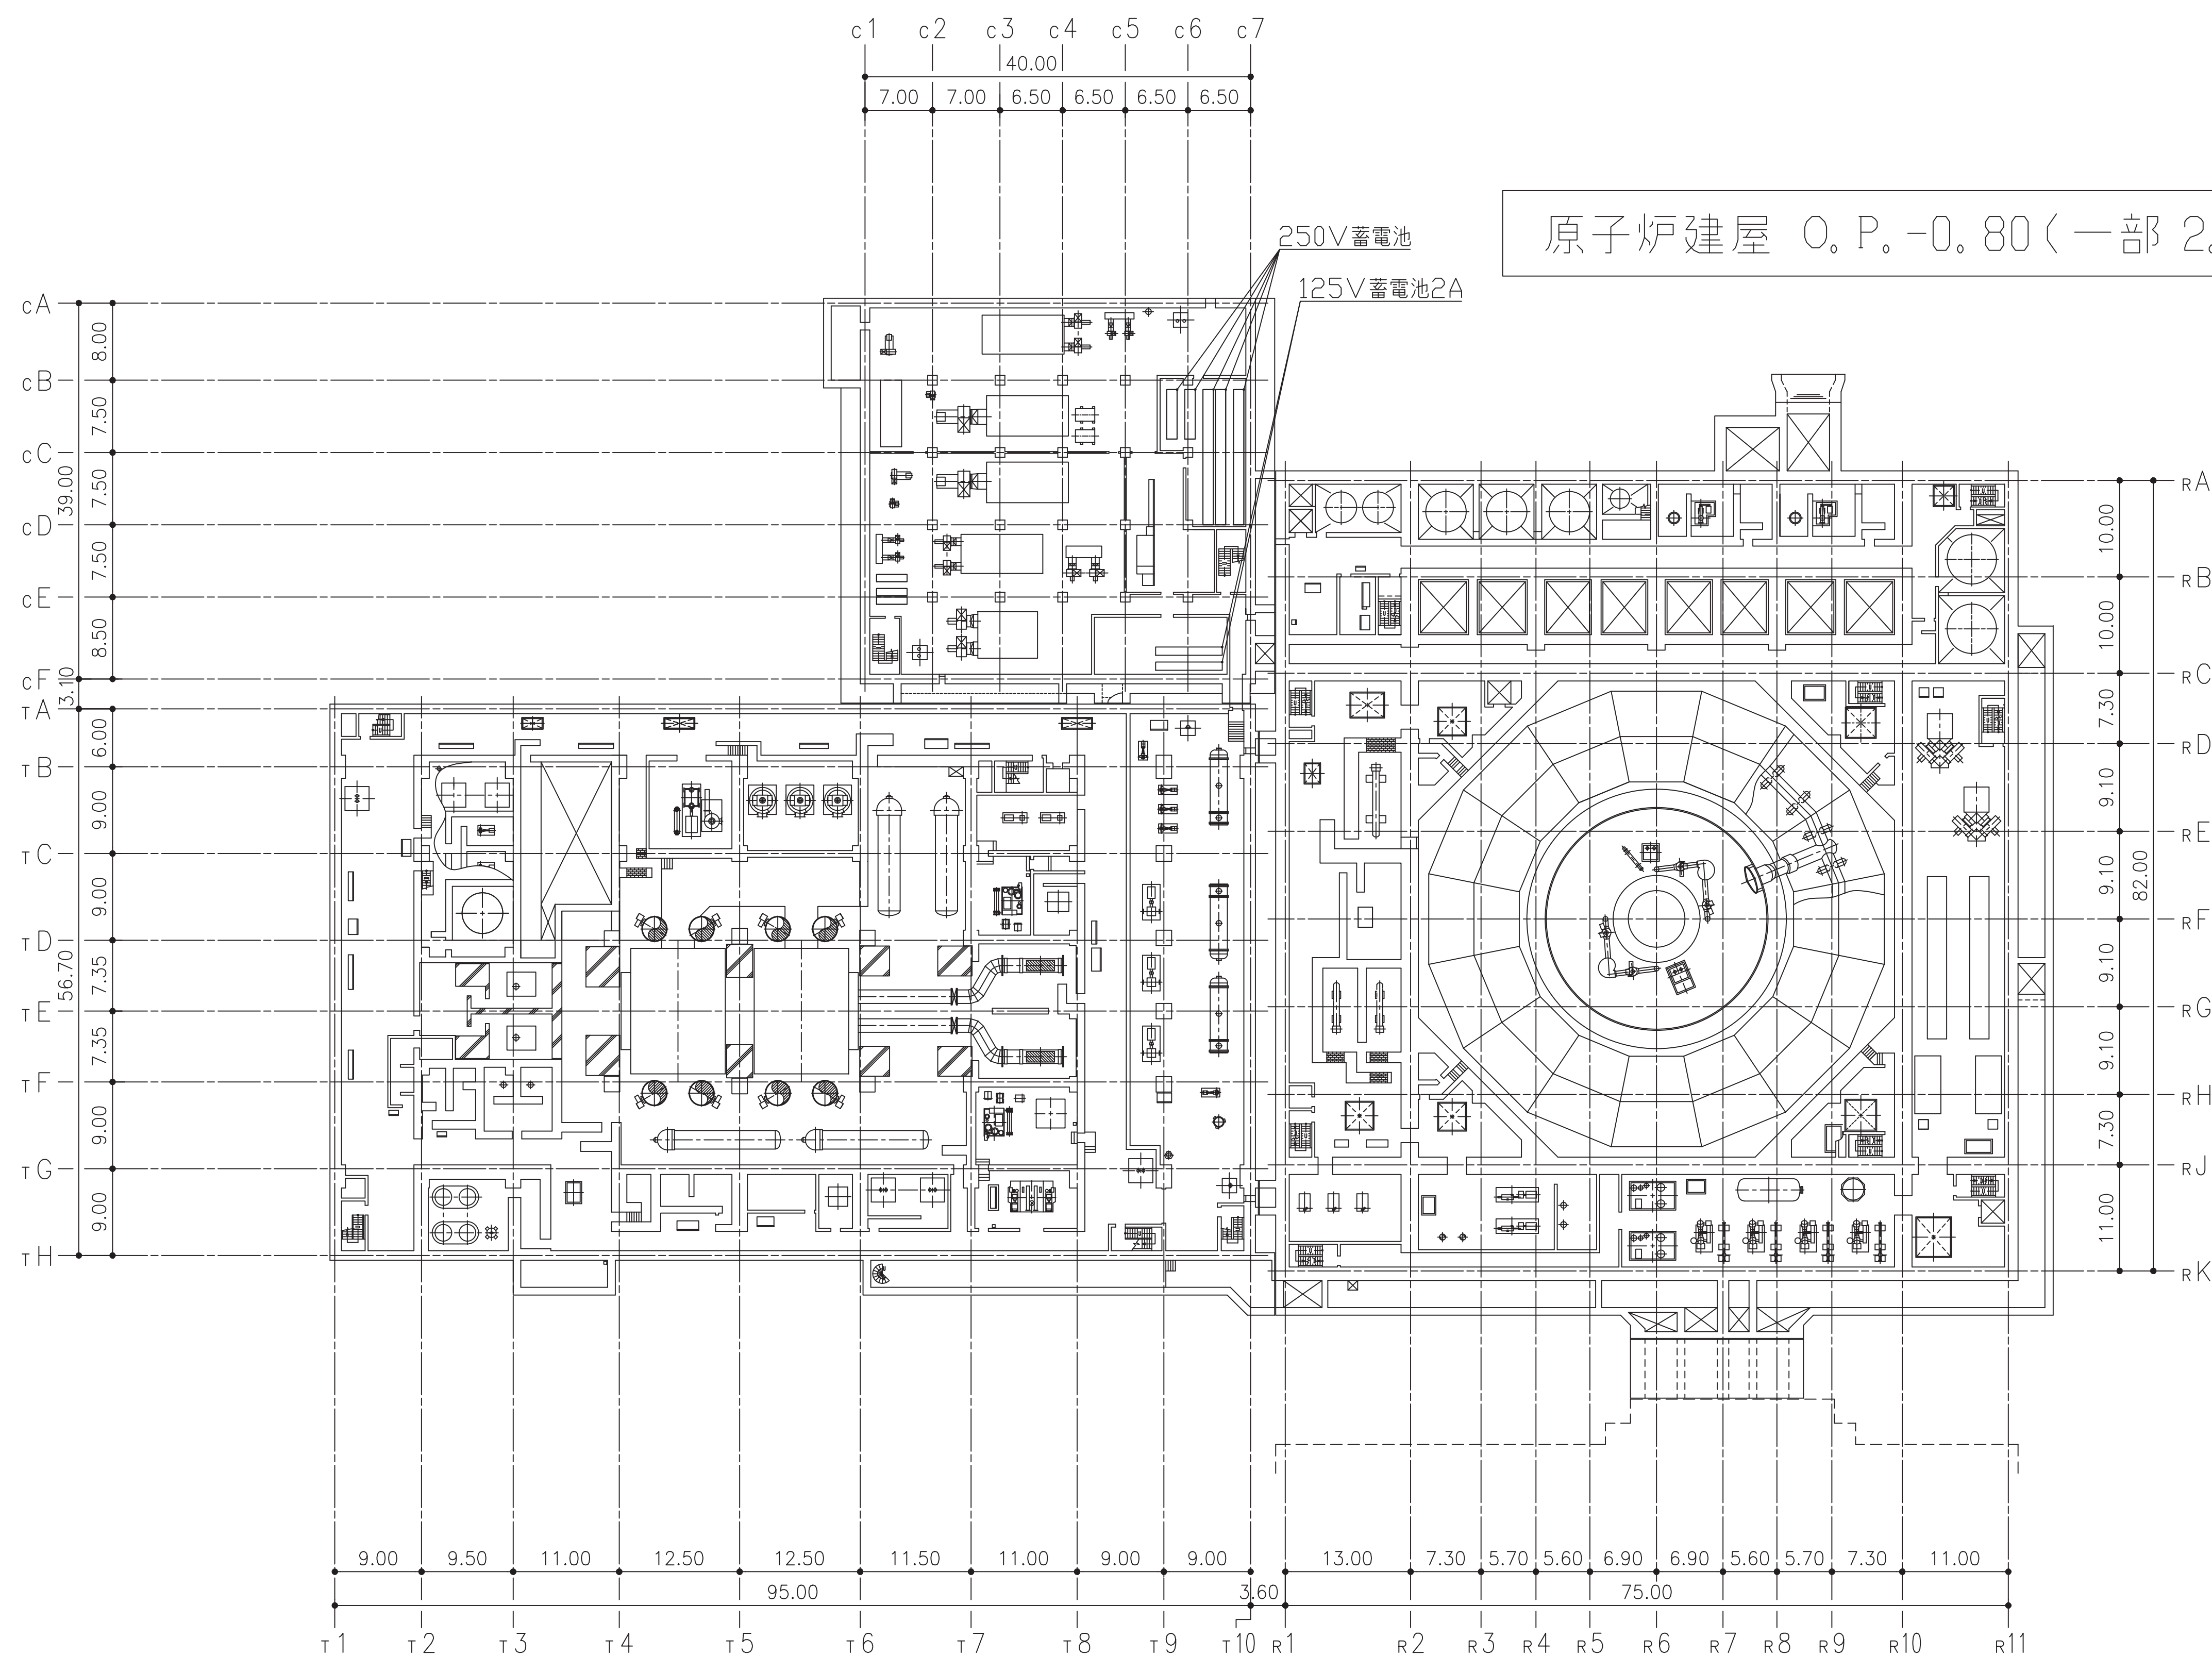 c1 c2 c3 c4 c5 c6 c7
40.00
7.00 7.00 6.50 6.50 6.50 6.50
原子炉建屋 O.P.-0.80(一部 2.
250V蓄電池
125V蓄電池2A
cA
8.00
cB
7.50
cC
39.00
7.50
cD
7.50
cE
8.50
cF
3.10
TA
6.00
TB
9.00
TC
9.00
TD
56.70
7.35
TE
7.35
TF
9.00
TG
9.00
TH
RA
10.00
RB
10.00
RC
7.30
RD
9.10
RE
9.10
82.00
RF
9.10
RG
9.10
RH
7.30
RJ
11.00
RK
9.00 9.50 11.00 12.50 12.50 11.50 11.00 9.00 9.00 13.00 7.30 5.70 5.60 6.90 6.90 5.60 5.70 7.30 11.00
95.00 3.60 75.00
T1 T2 T3 T4 T5 T6 T7 T8 T9 T10 R1 R2 R3 R4 R5 R6 R7 R8 R9 R10 R11